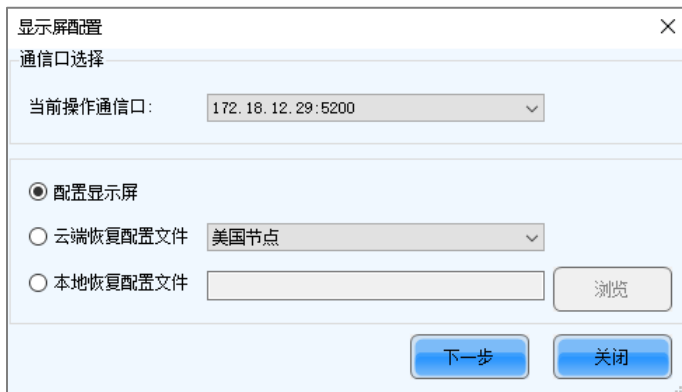 显示屏配置
通信口选择
当前操作通信口: 172.18.12.29:5200
配置显示屏
云端恢复配置文件 美国节点
本地恢复配置文件 浏览
下一步 关闭